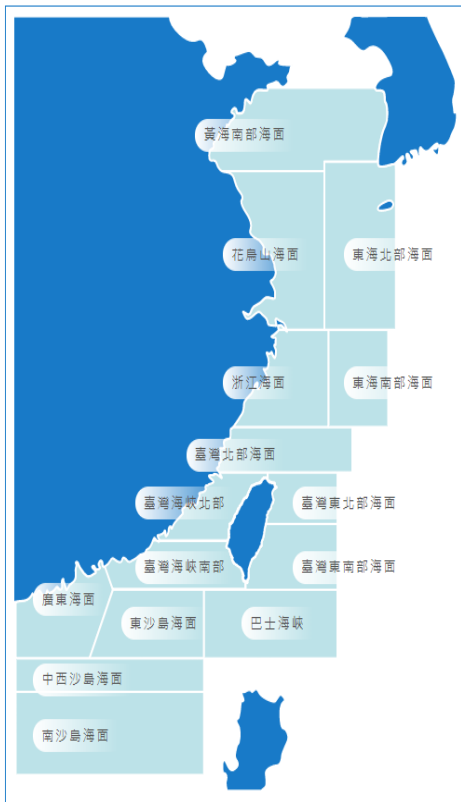 黃海南部海面
花鳥山海面
東海北部海面
浙江海面
東海南部海面
臺灣北部海面
臺灣海峽北部
臺灣東北部海面
臺灣海峽南部
臺灣東南部海面
廣東海面
東沙島海面
巴士海峽
中西沙島海面
南沙島海面